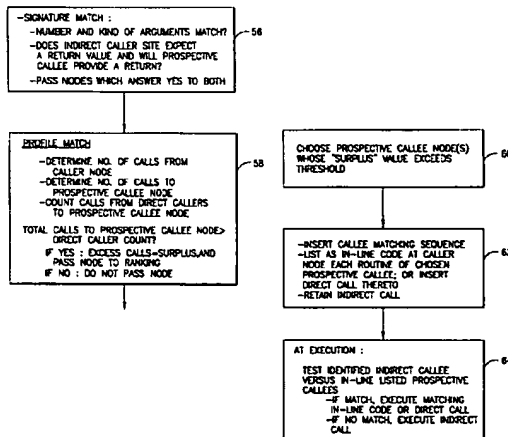 -SIGNATURE MATCH :
-NUMBER AND KIND OF ARGUMENTS MATCH?
-DOES INDIRECT CALLER SITE EXPECT
A RETURN VALUE AND WILL PROSPECTIVE
CALLEE PROVIDE A RETURN?
-PASS NODES WHICH ANSWER YES TO BOTH
56
PROFILE MATCH
-DETERMINE NO. OF CALLS FROM
CALLER NODE
-DETERMINE NO. OF CALLS TO
PROSPECTIVE CALLEE NODE
-COUNT CALLS FROM DIRECT CALLERS
TO PROSPECTIVE CALLEE NODE
TOTAL CALLS TO PROSPECTIVE CALLEE NODE>
DIRECT CALLER COUNT?
IF YES : EXCESS CALLS=SURPLUS,AND
PASS NODE TO RANKING
IF NO : DO NOT PASS NODE
58
CHOOSE PROSPECTIVE CALLEE NODE(S)
WHOSE "SURPLUS" VALUE EXCEEDS
THRESHOLD
-INSERT CALLEE MATCHING SEQUENCE
-LIST AS IN-LINE CODE AT CALLER
NODE EACH ROUTINE OF CHOSEN
PROSPECTIVE CALLEE; OR INSERT
DIRECT CALL THERETO
-RETAIN INDIRECT CALL
AT EXECUTION :
TEST IDENTIFIED INDIRECT CALLEE
VERSUS IN-LINE LISTED PROSPECTIVE
CALLEES
-IF MATCH, EXECUTE MATCHING
IN-LINE CODE OR DIRECT CALL
-IF NO MATCH, EXECUTE INDIRECT
CALL